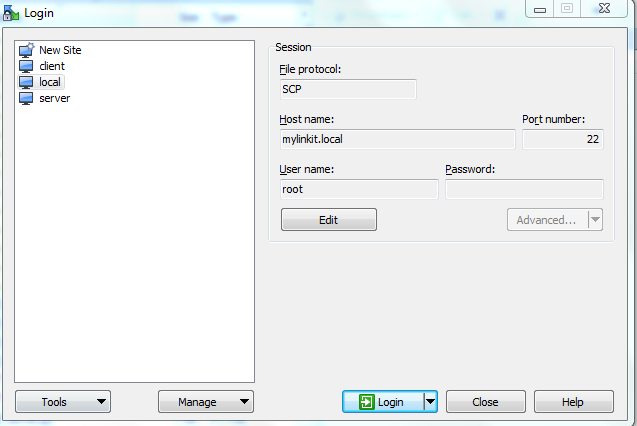 Login
New Site
client
local
server
Session
File protocol:
SCP
Host name: Port number:
mylinkit.local 22
User name: Password:
root
Edit Advanced...
Tools Manage Login Close Help